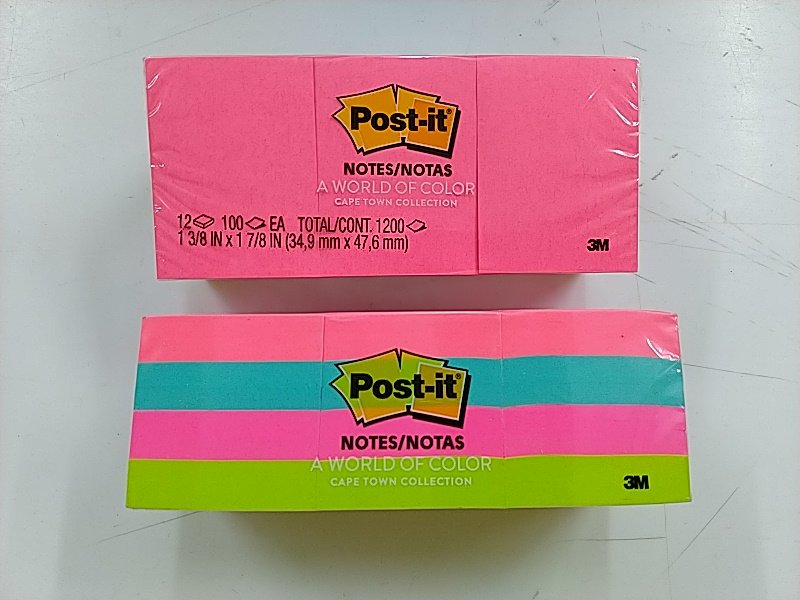 Post-it®
NOTES/NOTAS
A WORLD OF COLOR
CAPE TOWN COLLECTION
12 100 EA TOTAL/CONT. 1200
1 3/8 IN x 1 7/8 IN (34,9 mm x 47,6 mm)
3M
Post-it®
NOTES/NOTAS
A WORLD OF COLOR
CAPE TOWN COLLECTION
3M